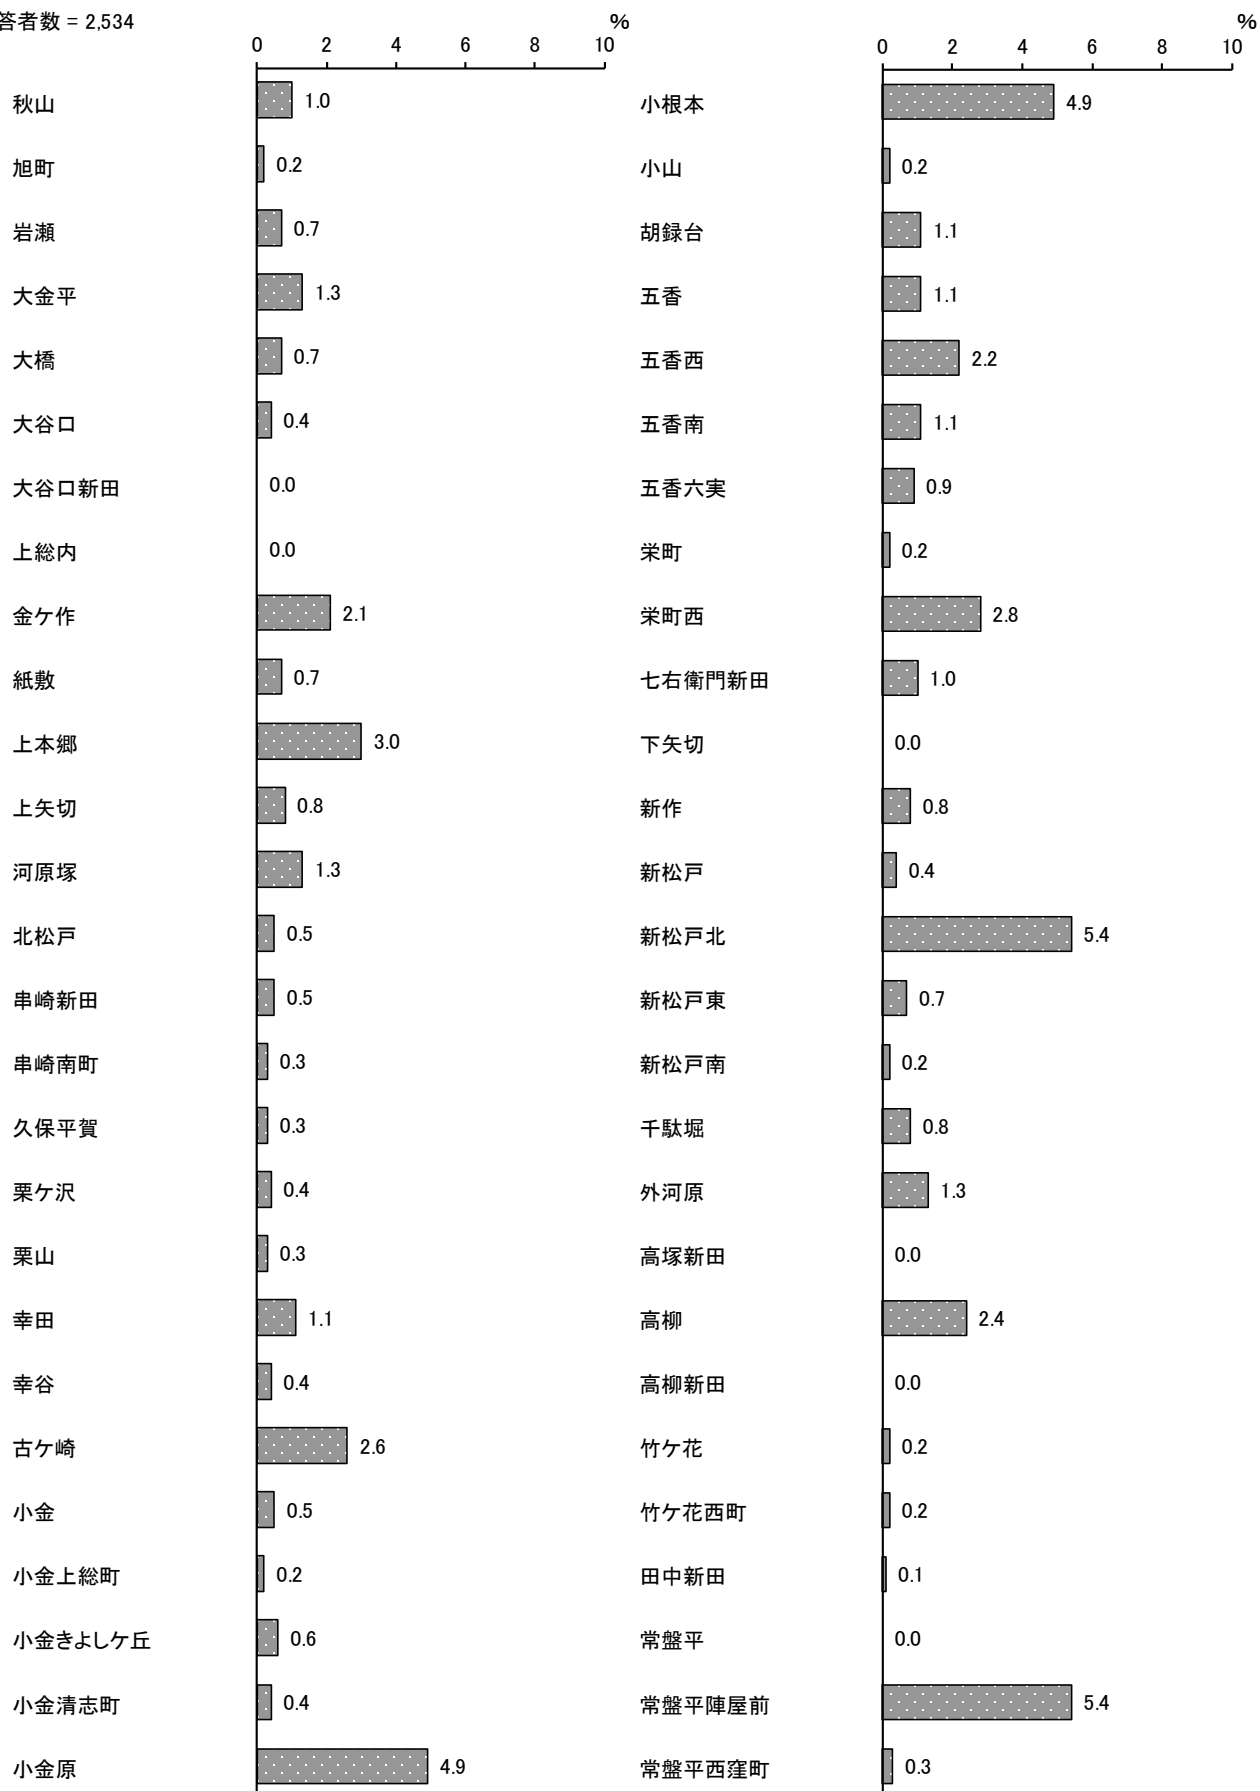 答者数 = 2,534
%
0 2 4 6 8 10
秋山 1.0
旭町 0.2
岩瀬 0.7
大金平 1.3
大橋 0.7
大谷口 0.4
大谷口新田 0.0
上総内 0.0
金ケ作 2.1
紙敷 0.7
上本郷 3.0
上矢切 0.8
河原塚 1.3
北松戸 0.5
串崎新田 0.5
串崎南町 0.3
久保平賀 0.3
栗ケ沢 0.4
栗山 0.3
幸田 1.1
幸谷 0.4
古ケ崎 2.6
小金 0.5
小金上総町 0.2
小金きよしケ丘 0.6
小金清志町 0.4
小金原 4.9
%
0 2 4 6 8 10
小根本 4.9
小山 0.2
胡録台 1.1
五香 1.1
五香西 2.2
五香南 1.1
五香六実 0.9
栄町 0.2
栄町西 2.8
七右衛門新田 1.0
下矢切 0.0
新作 0.8
新松戸 0.4
新松戸北 5.4
新松戸東 0.7
新松戸南 0.2
千駄堀 0.8
外河原 1.3
高塚新田 0.0
高柳 2.4
高柳新田 0.0
竹ケ花 0.2
竹ケ花西町 0.2
田中新田 0.1
常盤平 0.0
常盤平陣屋前 5.4
常盤平西窪町 0.3